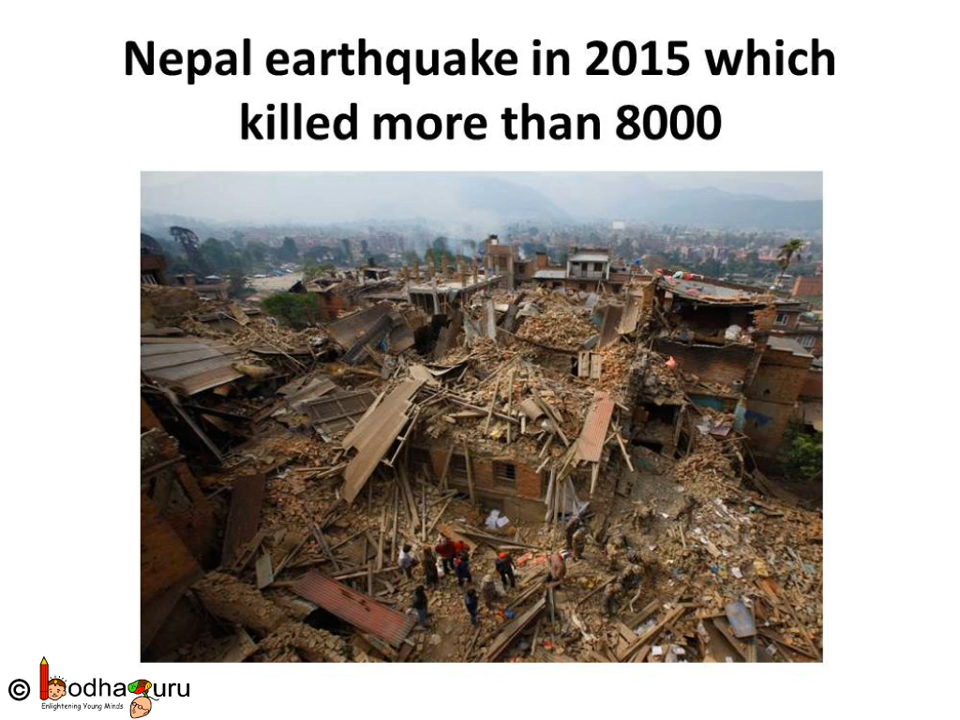 Nepal earthquake in 2015 which
killed more than 8000
© bodhaguru
Enlightening Young Minds